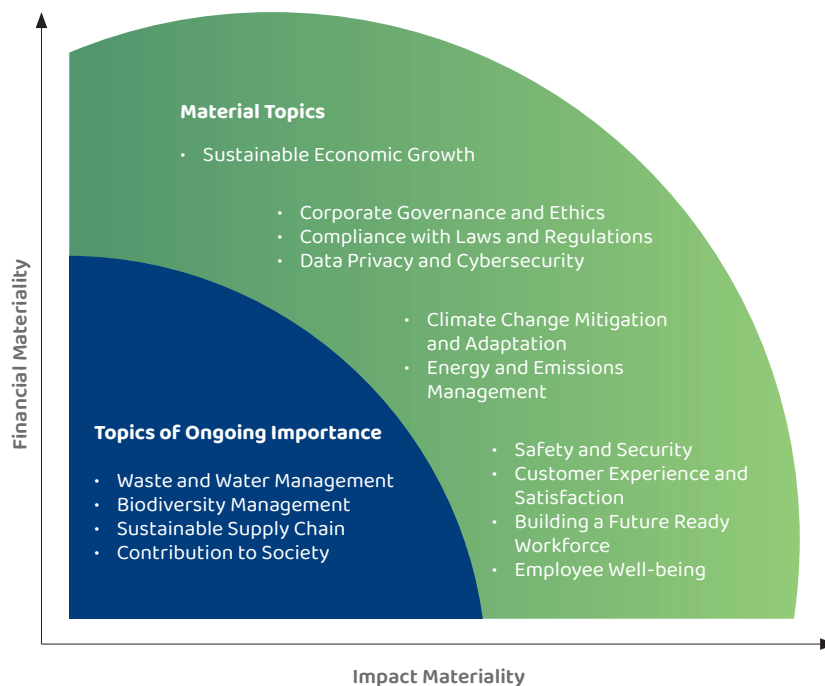 Financial Materiality
Material Topics
• Sustainable Economic Growth
• Corporate Governance and Ethics
• Compliance with Laws and Regulations
• Data Privacy and Cybersecurity
• Climate Change Mitigation
and Adaptation
• Energy and Emissions
Management
Topics of Ongoing Importance
• Waste and Water Management
• Biodiversity Management
• Sustainable Supply Chain
• Contribution to Society
• Safety and Security
• Customer Experience and
Satisfaction
• Building a Future Ready
Workforce
• Employee Well-being
Impact Materiality